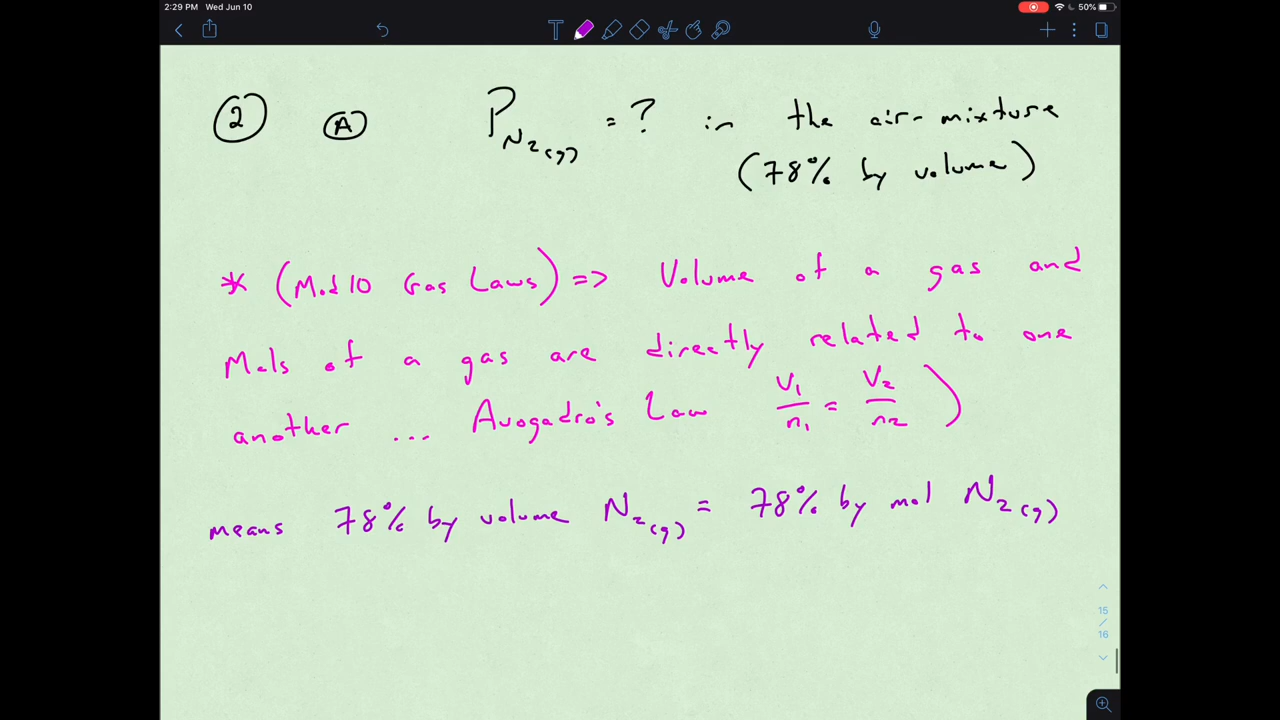 2:29 PM Wed Jun 10 50%
2 A P N2(g) = ? in the air-mixture
(78% by volume)
* (Mod 10 Gas Laws) => Volume of a gas and
Mols of a gas are directly related to one
another ... Avogadro's Law V1/n1 = V2/n2 )
means 78% by volume N2(g) = 78% by mol N2(g)
15
/
16